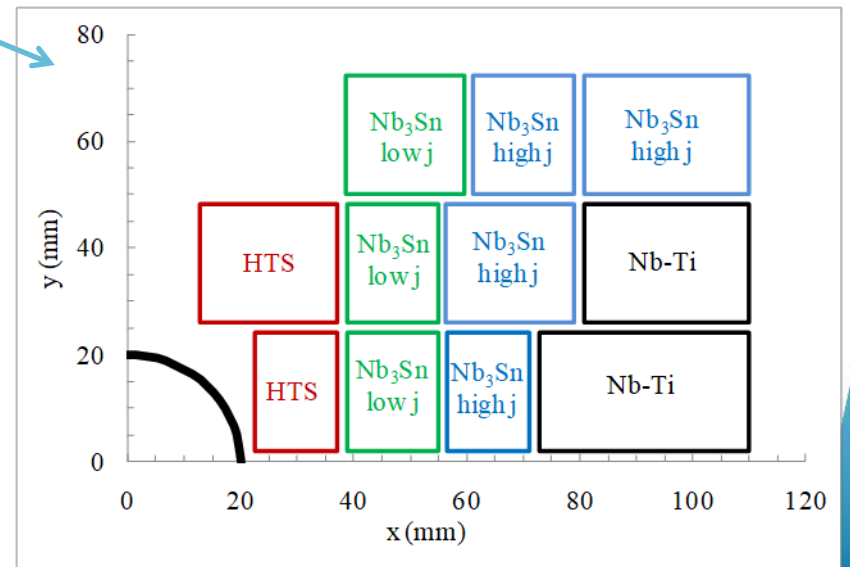 80
60
40
20
0
y (mm)
Nb₃Sn
low j
Nb₃Sn
high j
Nb₃Sn
high j
HTS
Nb₃Sn
low j
Nb₃Sn
high j
Nb-Ti
HTS
Nb₃Sn
low j
Nb₃Sn
high j
Nb-Ti
0 20 40 60 80 100 120
x (mm)